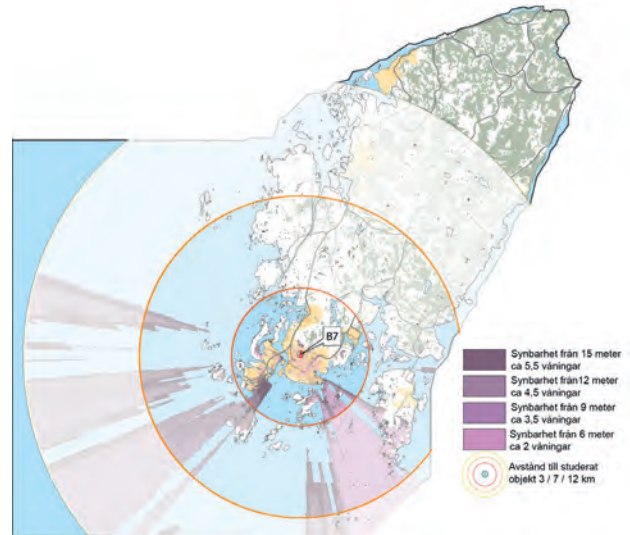 B7
Synbarhet från 15 meter
ca 5,5 våningar
Synbarhet från12 meter
ca 4,5 våningar
Synbarhet från 9 meter
ca 3,5 våningar
Synbarhet från 6 meter
ca 2 våningar
Avstånd till studerat
objekt 3 / 7 / 12 km